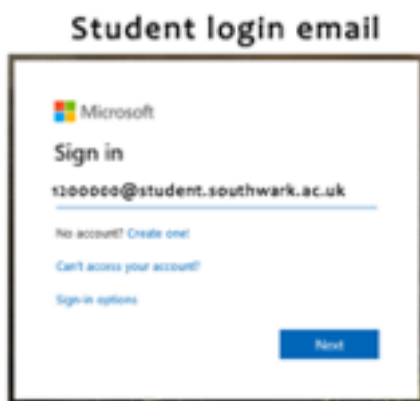 Student login email
Microsoft
Sign in
1200000@student.southwark.ac.uk
No account? Create one!
Can't access your account?
Sign-in options
Next